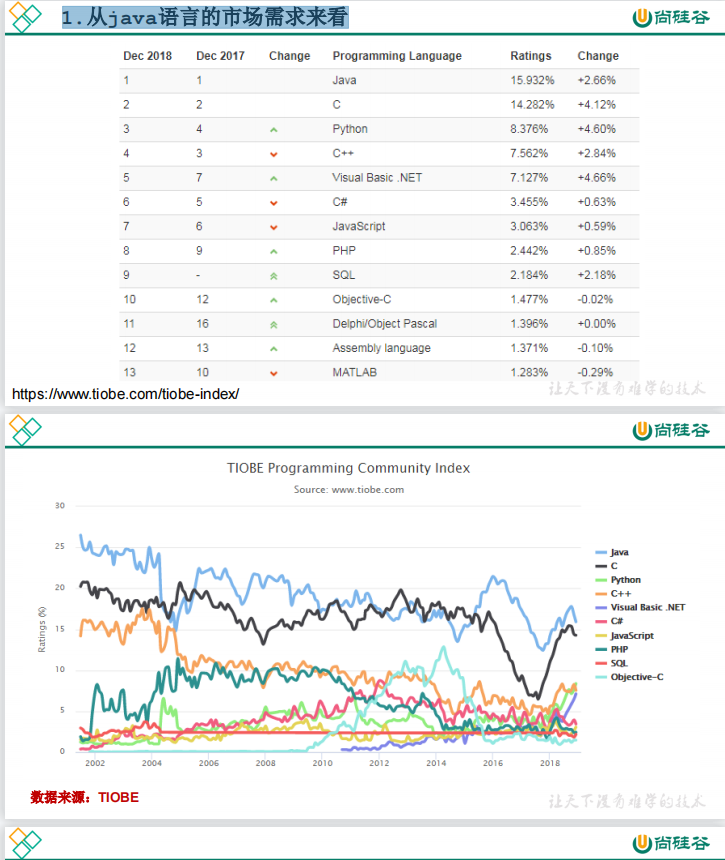 1.从java语言的市场需求来看
尚硅谷
Dec 2018 Dec 2017 Change Programming Language Ratings Change
1 1 Java 15.932% +2.66%
2 2 C 14.282% +4.12%
3 4 Python 8.376% +4.60%
4 3 C++ 7.562% +2.84%
5 7 Visual Basic .NET 7.127% +4.66%
6 5 C# 3.455% +0.63%
7 6 JavaScript 3.063% +0.59%
8 9 PHP 2.442% +0.85%
9 - SQL 2.184% +2.18%
10 12 Objective-C 1.477% -0.02%
11 16 Delphi/Object Pascal 1.396% +0.00%
12 13 Assembly language 1.371% -0.10%
13 10 MATLAB 1.283% -0.29%
让天下没有难学的技术
https://www.tiobe.com/tiobe-index/
尚硅谷
TIOBE Programming Community Index
Source: www.tiobe.com
Ratings (%)
30
25
20
15
10
5
0
2002 2004 2006 2008 2010 2012 2014 2016 2018
Java
C
Python
C++
Visual Basic .NET
C#
JavaScript
PHP
SQL
Objective-C
数据来源：TIOBE
让天下没有难学的技术
尚硅谷